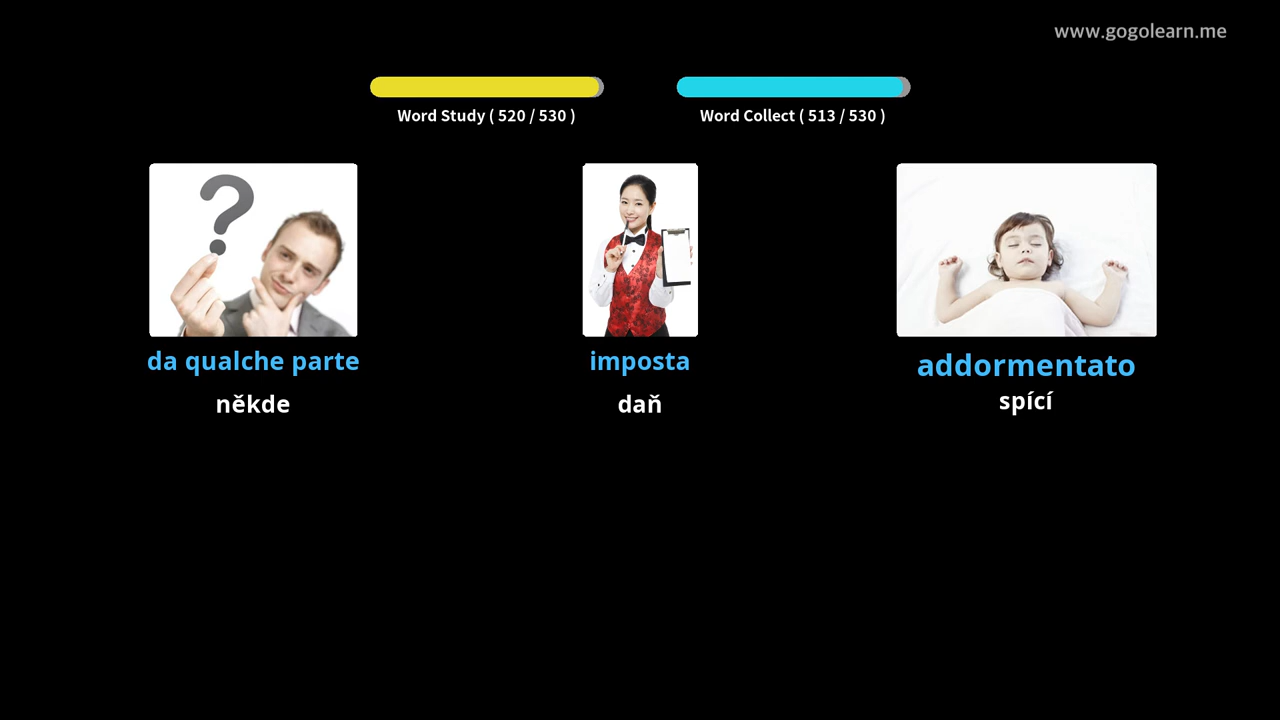 www.gogolearn.me
Word Study ( 520 / 530 )
Word Collect ( 513 / 530 )
da qualche parte
někde
imposta
daň
addormentato
spící